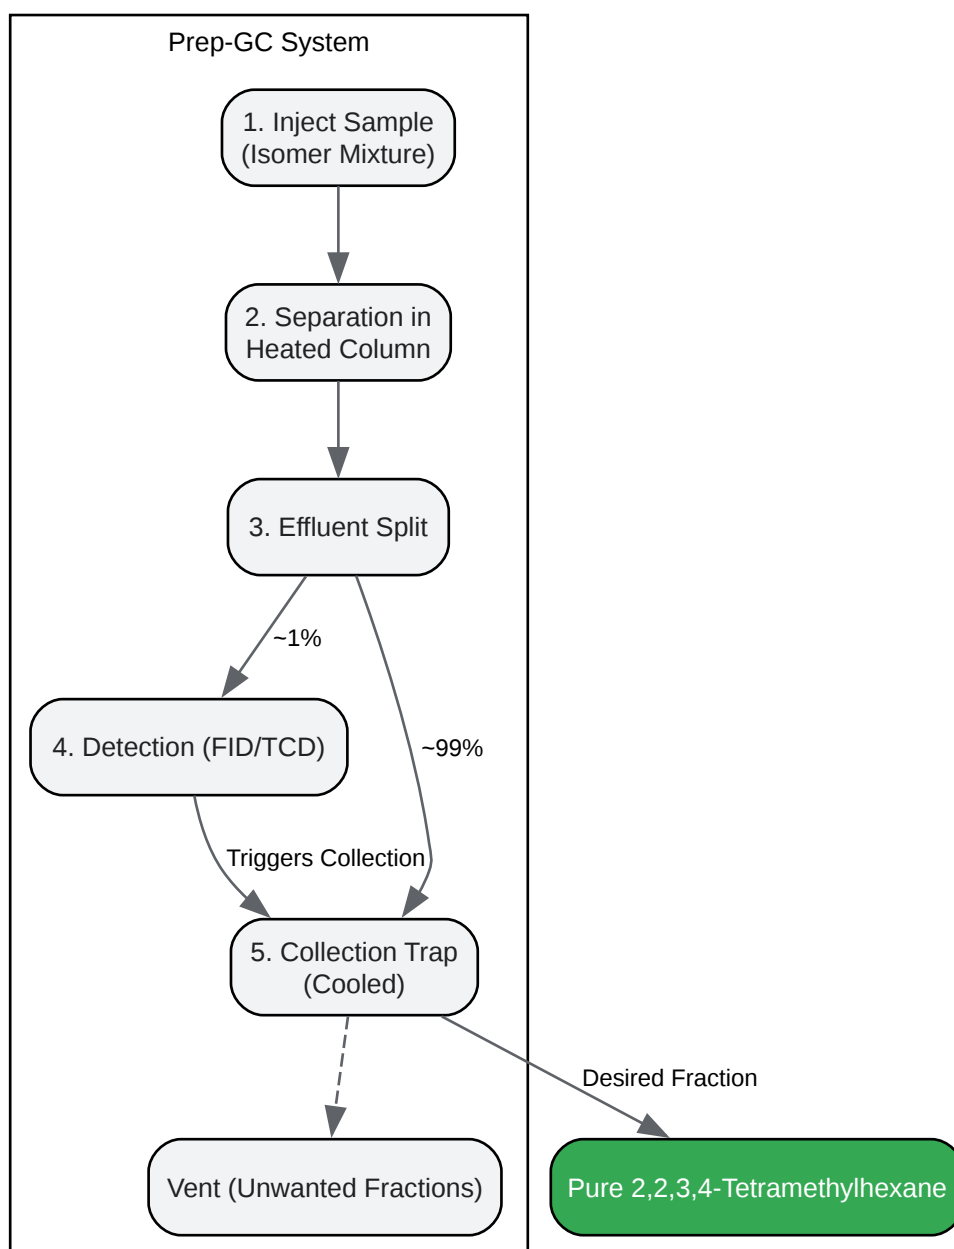 Prep-GC System
1. Inject Sample
(Isomer Mixture)
2. Separation in
Heated Column
3. Effluent Split
~1%
4. Detection (FID/TCD)
~99%
Triggers Collection
5. Collection Trap
(Cooled)
Desired Fraction
Vent (Unwanted Fractions)
Pure 2,2,3,4-Tetramethylhexane